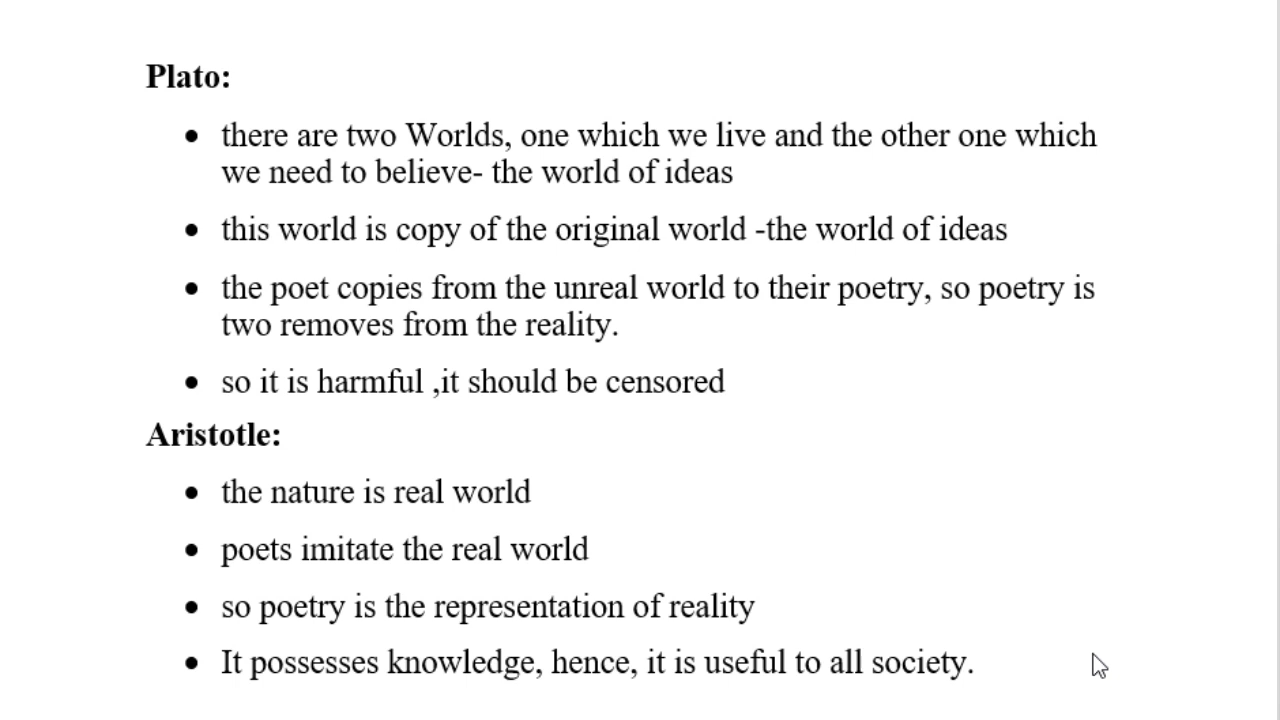 Plato:
• there are two Worlds, one which we live and the other one which
we need to believe- the world of ideas
• this world is copy of the original world -the world of ideas
• the poet copies from the unreal world to their poetry, so poetry is
two removes from the reality.
• so it is harmful ,it should be censored
Aristotle:
• the nature is real world
• poets imitate the real world
• so poetry is the representation of reality
• It possesses knowledge, hence, it is useful to all society.